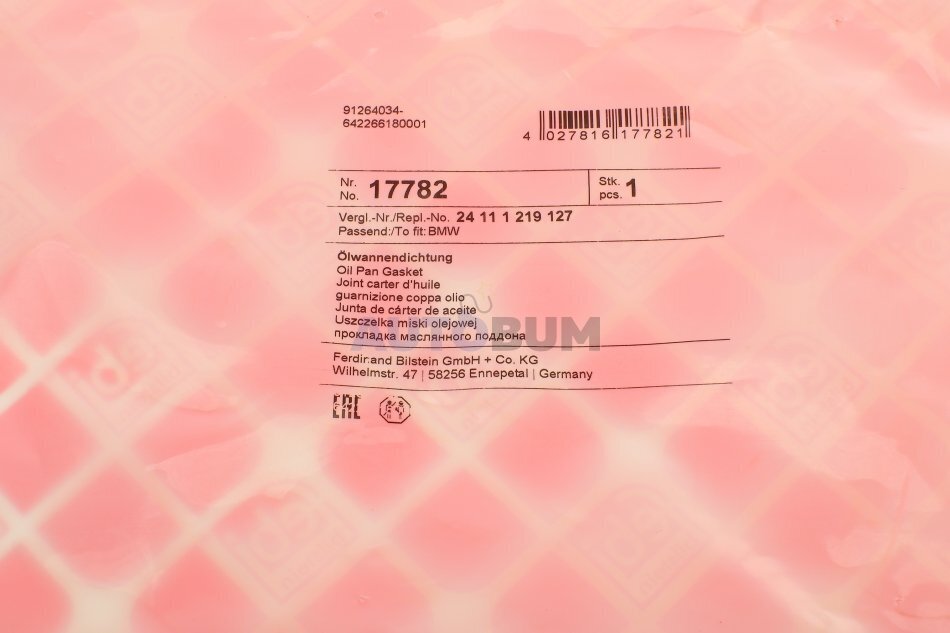 91264034-
642266180001
4 027816 177821
Nr. No. 17782 Stk. pcs. 1
Vergl.-Nr./Repl.-No. 24 11 1 219 127
Passend:/To fit: BMW
Ölwannendichtung
Oil Pan Gasket
Joint carter d'huile
guarnizione coppa olio
Junta de cárter de aceite
Uszczelka miski olejowej
прокладка маслянного поддона
AUTOBUM
Ferdinand Bilstein GmbH + Co. KG
Wilhelmstr. 47 | 58256 Ennepetal | Germany
EAC